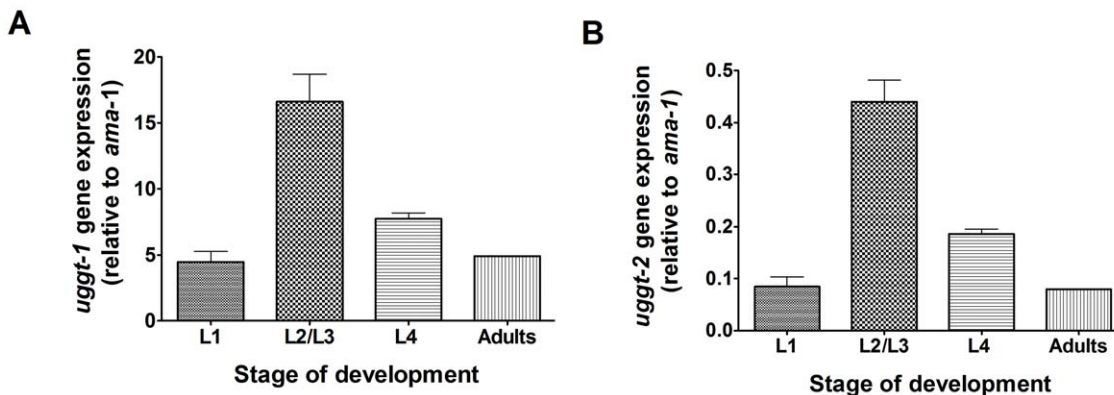 A
uggt-1 gene expression
(relative to ama-1)
20
15
10
5
0
L1 L2/L3 L4 Adults
Stage of development
B
uggt-2 gene expression
(relative to ama-1)
0.5
0.4
0.3
0.2
0.1
0.0
L1 L2/L3 L4 Adults
Stage of development